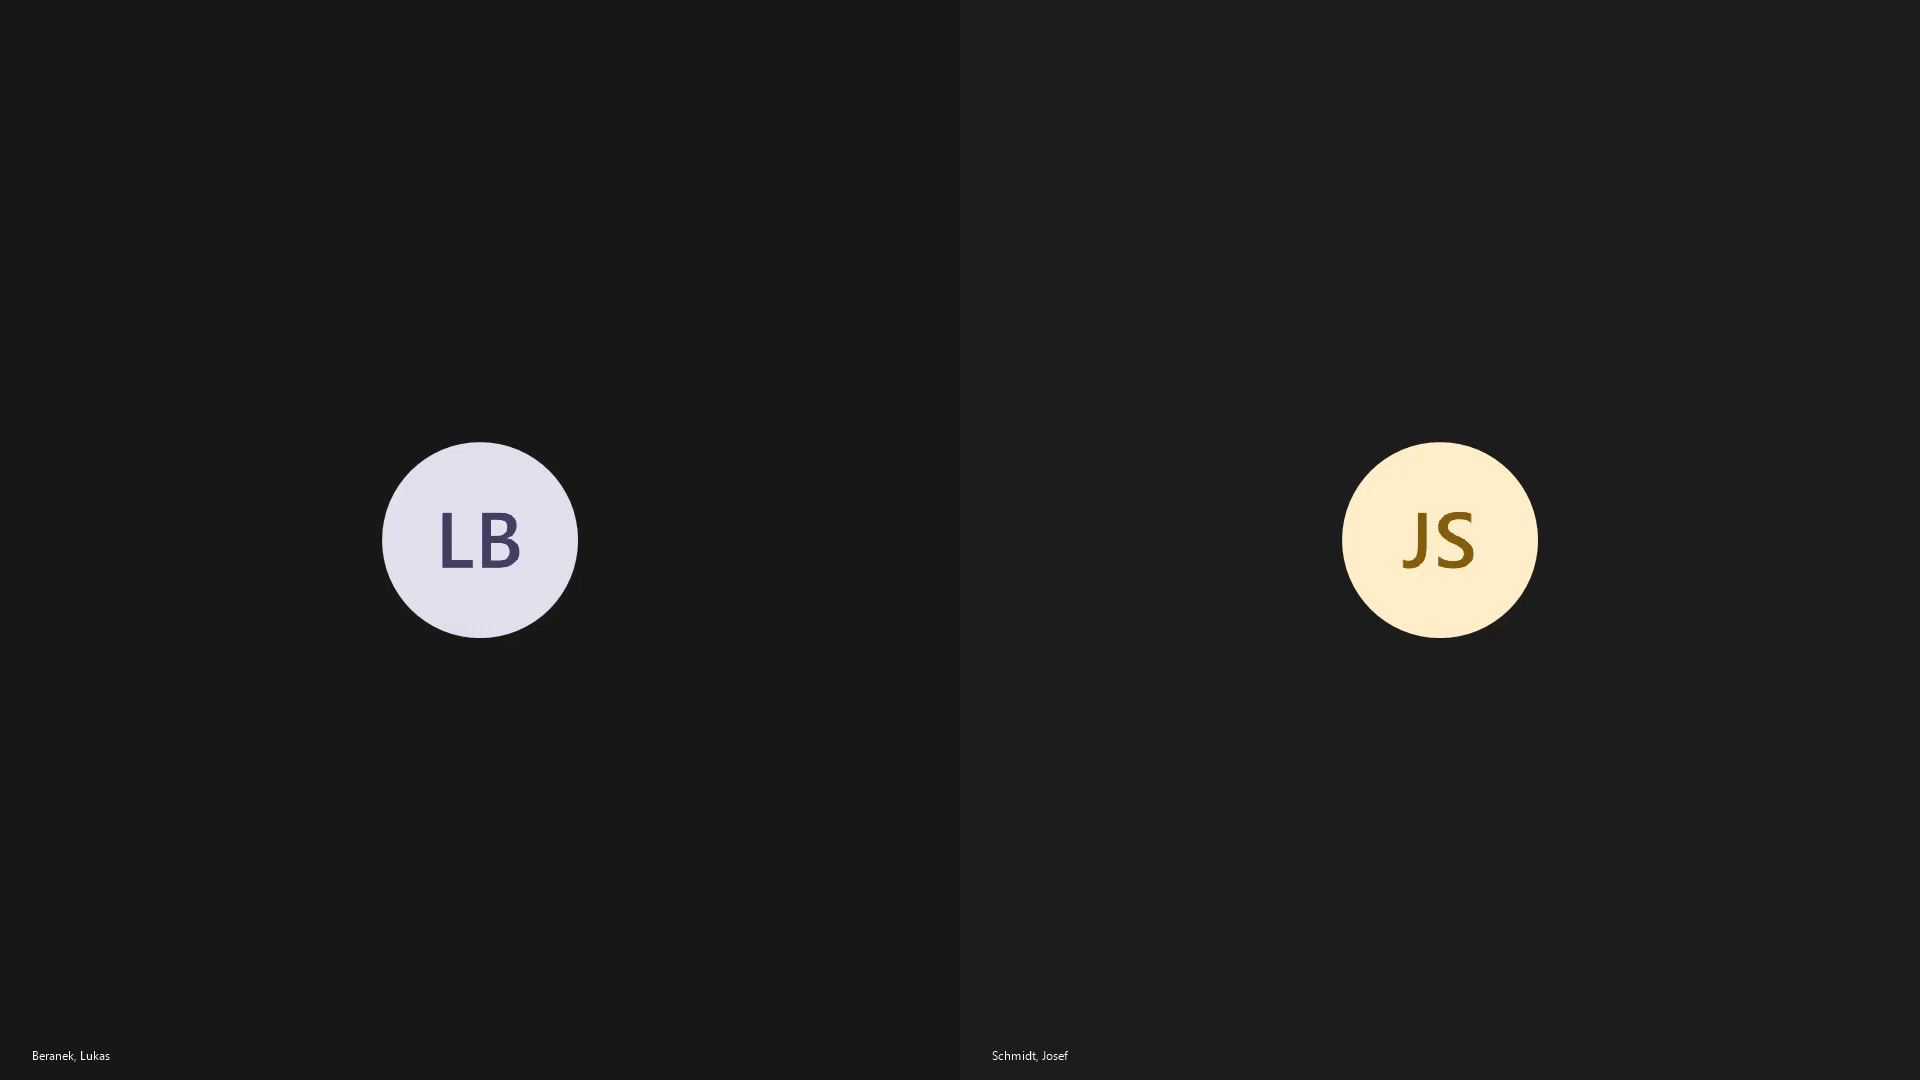 LB
JS
Beranek, Lukas
Schmidt, Josef